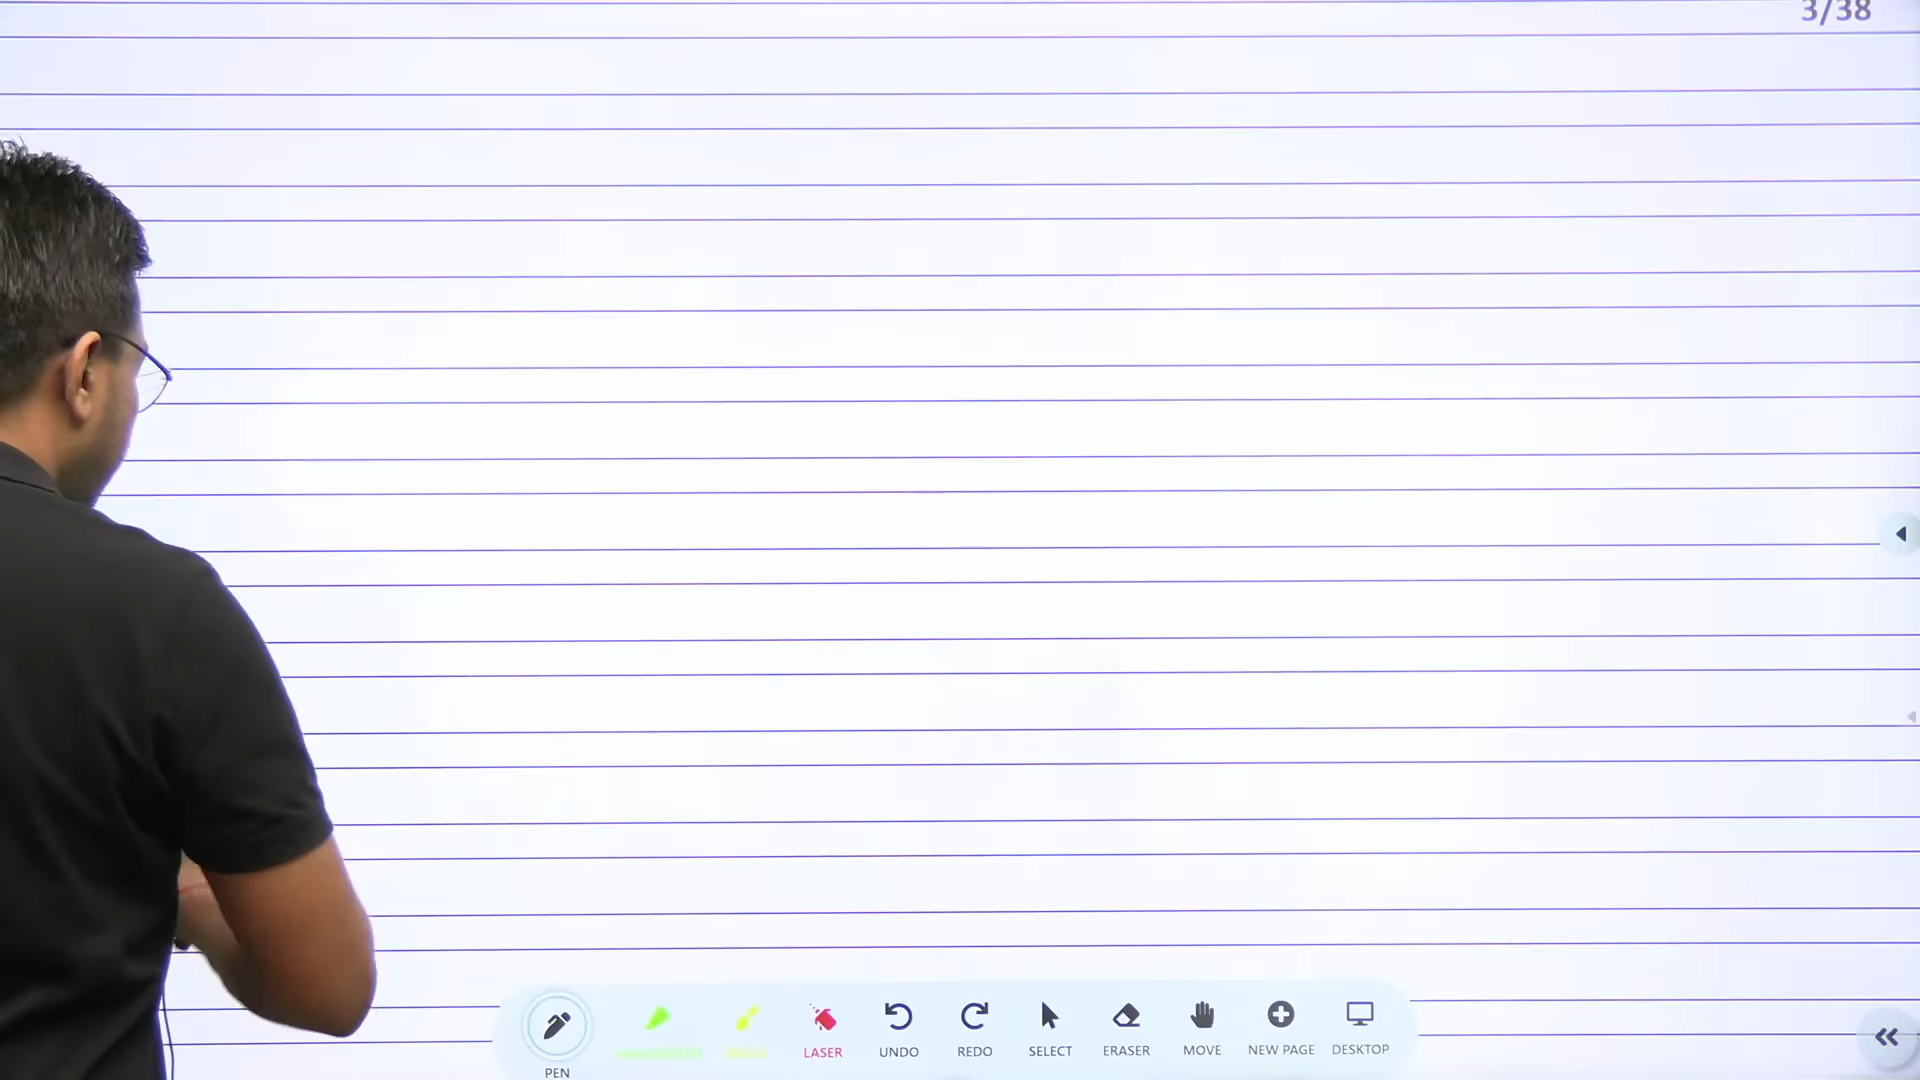 3/38
LASER
UNDO
REDO
SELECT
ERASER
MOVE
NEW PAGE
DESKTOP
PEN